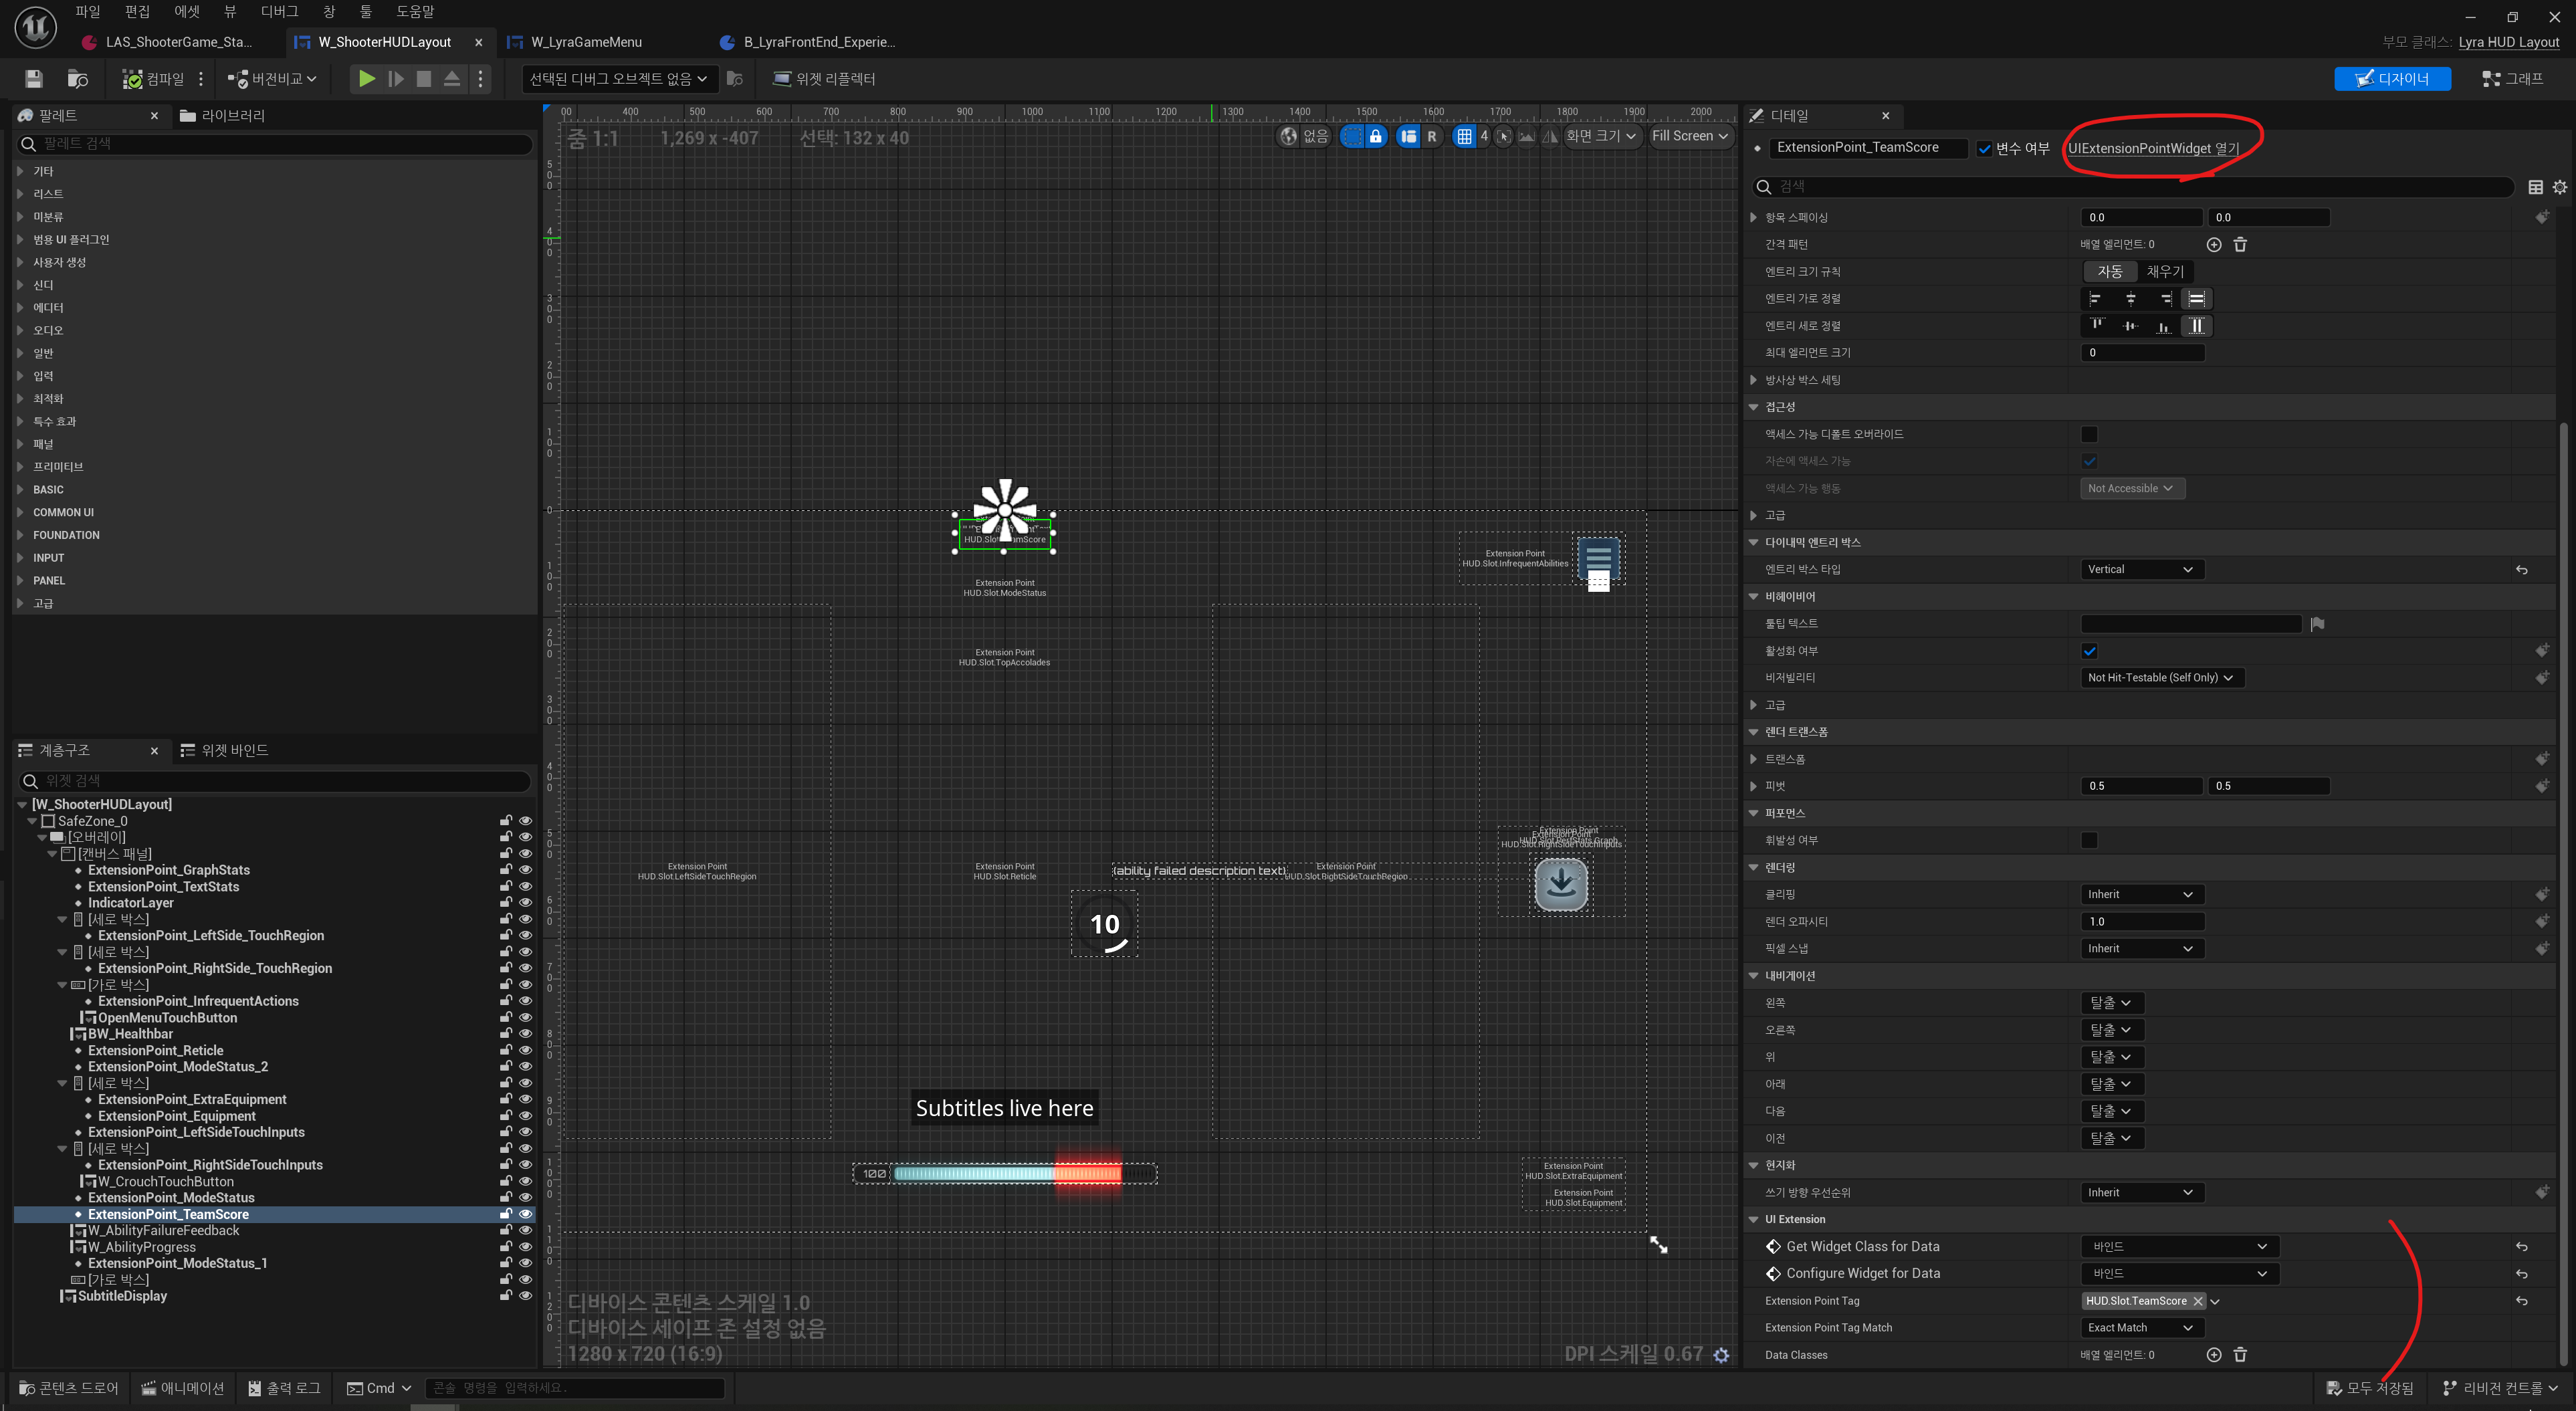 파일 편집 에셋 뷰 디버그 창 툴 도움말
LAS_ShooterGame_Sta... W_ShooterHUDLayout W_LyraGameMenu B_LyraFrontEnd_Experie...
부모 클래스: Lyra HUD Layout
컴파일 버전비교 선택된 디버그 오브젝트 없음 위젯 리플렉터 디자이너 그래프
팔레트 라이브러리
팔레트 검색
기타
리스트
미분류
범용 UI 플러그인
사용자 생성
신디
에디터
오디오
일반
입력
최적화
특수 효과
패널
프리미티브
BASIC
COMMON UI
FOUNDATION
INPUT
PANEL
고급
계층구조 위젯 바인드
위젯 검색
[W_ShooterHUDLayout]
SafeZone_0
[오버레이]
[캔버스 패널]
ExtensionPoint_GraphStats
ExtensionPoint_TextStats
IndicatorLayer
[세로 박스]
ExtensionPoint_LeftSide_TouchRegion
[세로 박스]
ExtensionPoint_RightSide_TouchRegion
[가로 박스]
ExtensionPoint_InfrequentActions
OpenMenuTouchButton
BW_Healthbar
ExtensionPoint_Reticle
ExtensionPoint_ModeStatus_2
[세로 박스]
ExtensionPoint_ExtraEquipment
ExtensionPoint_Equipment
ExtensionPoint_LeftSideTouchInputs
[세로 박스]
ExtensionPoint_RightSideTouchInputs
W_CrouchTouchButton
ExtensionPoint_ModeStatus
ExtensionPoint_TeamScore
W_AbilityFailureFeedback
W_AbilityProgress
ExtensionPoint_ModeStatus_1
[가로 박스]
SubtitleDisplay
00 400 500 600 700 800 900 1000 1100 1200 1300 1400 1500 1600 1700 1800 1900 2000
줌 1:1 1,269 x -407 선택: 132 x 40
없음 R 4 화면 크기 Fill Screen
Extension Point
HUD.Slot.ModeStatus
Extension Point
HUD.Slot.TopAccolades
Extension Point
HUD.Slot.InfrequentAbilities
Extension Point
HUD.Slot.LeftSideTouchRegion
Extension Point
HUD.Slot.Reticle
(ability failed description text)
Extension Point
HUD.Slot.RightSideTouchRegion
10
Subtitles live here
100
Extension Point
HUD.Slot.ExtraEquipment
Extension Point
HUD.Slot.Equipment
디바이스 콘텐츠 스케일 1.0
디바이스 세이프 존 설정 없음
1280 x 720 (16:9)
DPI 스케일 0.67
디테일
ExtensionPoint_TeamScore 변수 여부 UIExtensionPointWidget 열기
검색
항목 스페이싱 0.0 0.0
간격 패턴 배열 엘리먼트: 0
엔트리 크기 규칙 자동 채우기
엔트리 가로 정렬
엔트리 세로 정렬
최대 엘리먼트 크기 0
방사상 박스 세팅
접근성
액세스 가능 디폴트 오버라이드
자손에 액세스 가능
액세스 가능 행동 Not Accessible
고급
다이내믹 엔트리 박스
엔트리 박스 타입 Vertical
비헤이비어
툴팁 텍스트
활성화 여부
비저빌리티 Not Hit-Testable (Self Only)
고급
렌더 트랜스폼
트랜스폼
피벗 0.5 0.5
퍼포먼스
휘발성 여부
렌더링
클리핑 Inherit
렌더 오파시티 1.0
픽셀 스냅 Inherit
내비게이션
왼쪽 탈출
오른쪽 탈출
위 탈출
아래 탈출
다음 탈출
이전 탈출
현지화
쓰기 방향 우선순위 Inherit
UI Extension
Get Widget Class for Data 바인드
Configure Widget for Data 바인드
Extension Point Tag HUD.Slot.TeamScore
Extension Point Tag Match Exact Match
Data Classes 배열 엘리먼트: 0
콘텐츠 드로어 애니메이션 출력 로그 Cmd 콘솔 명령을 입력하세요.
모두 저장됨 리비전 컨트롤